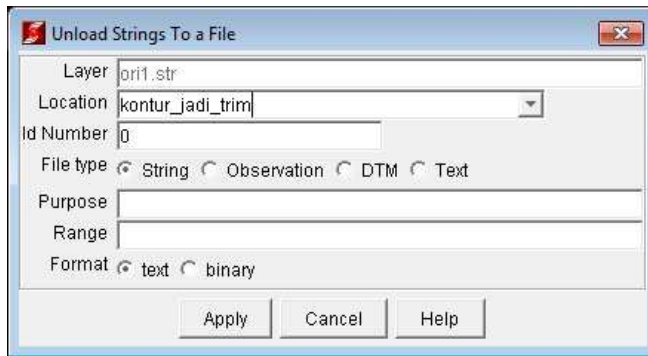 Unload Strings To a File
Layer ori1.str
Location kontur_jadi_trim
Id Number 0
File type String Observation DTM Text
Purpose
Range
Format text binary
Apply Cancel Help